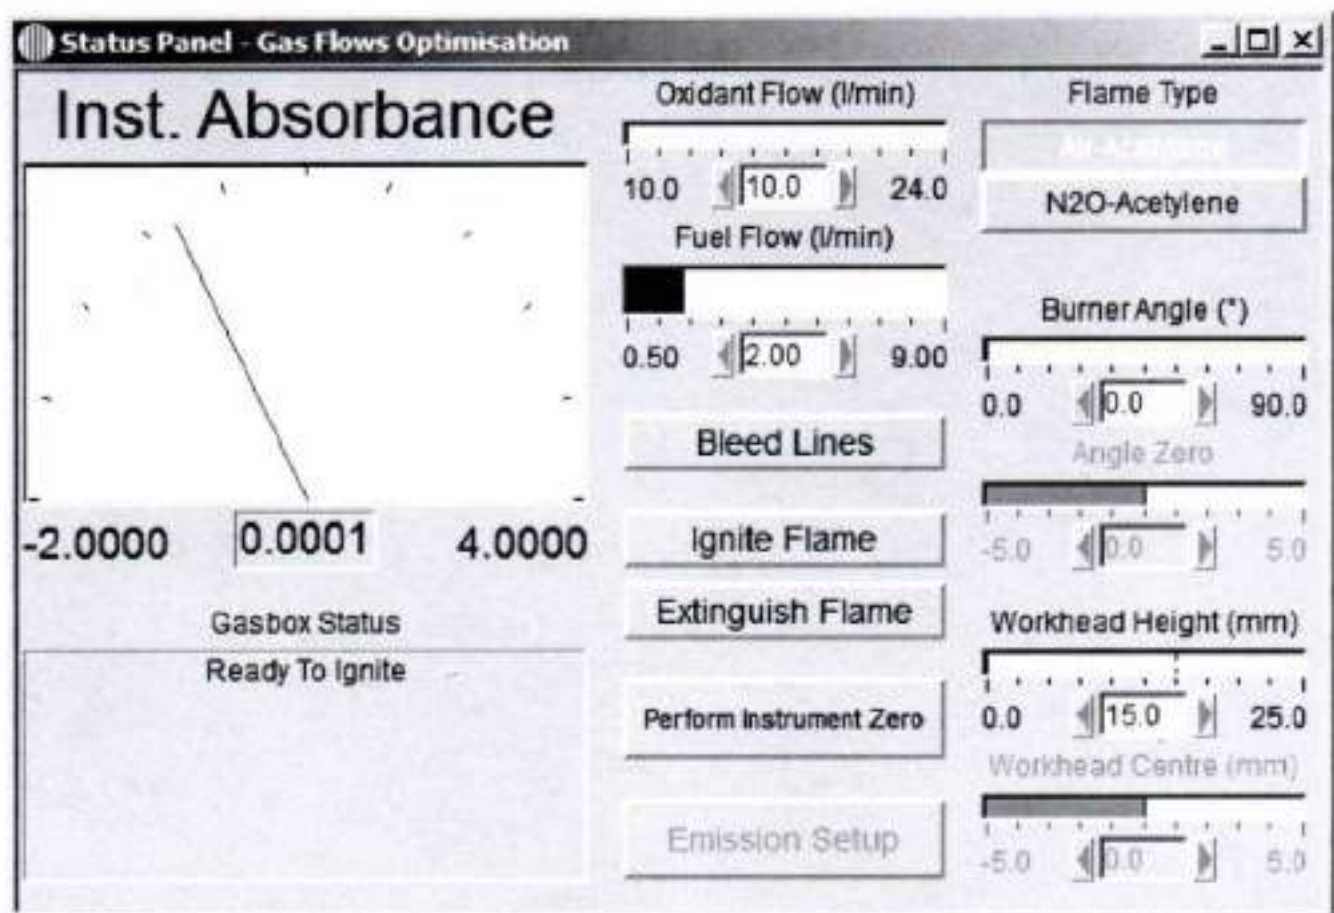 Status Panel - Gas Flows Optimisation
Inst. Absorbance
-2.0000 0.0001 4.0000
Gasbox Status
Ready To Ignite
Oxidant Flow (l/min)
10.0 10.0 24.0
Fuel Flow (l/min)
0.50 2.00 9.00
Bleed Lines
Ignite Flame
Extinguish Flame
Perform Instrument Zero
Emission Setup
Flame Type
N2O-Acetylene
Burner Angle (°)
0.0 0.0 90.0
Angle Zero
-5.0 0.0 5.0
Workhead Height (mm)
0.0 15.0 25.0
Workhead Centre (mm)
-5.0 0.0 5.0